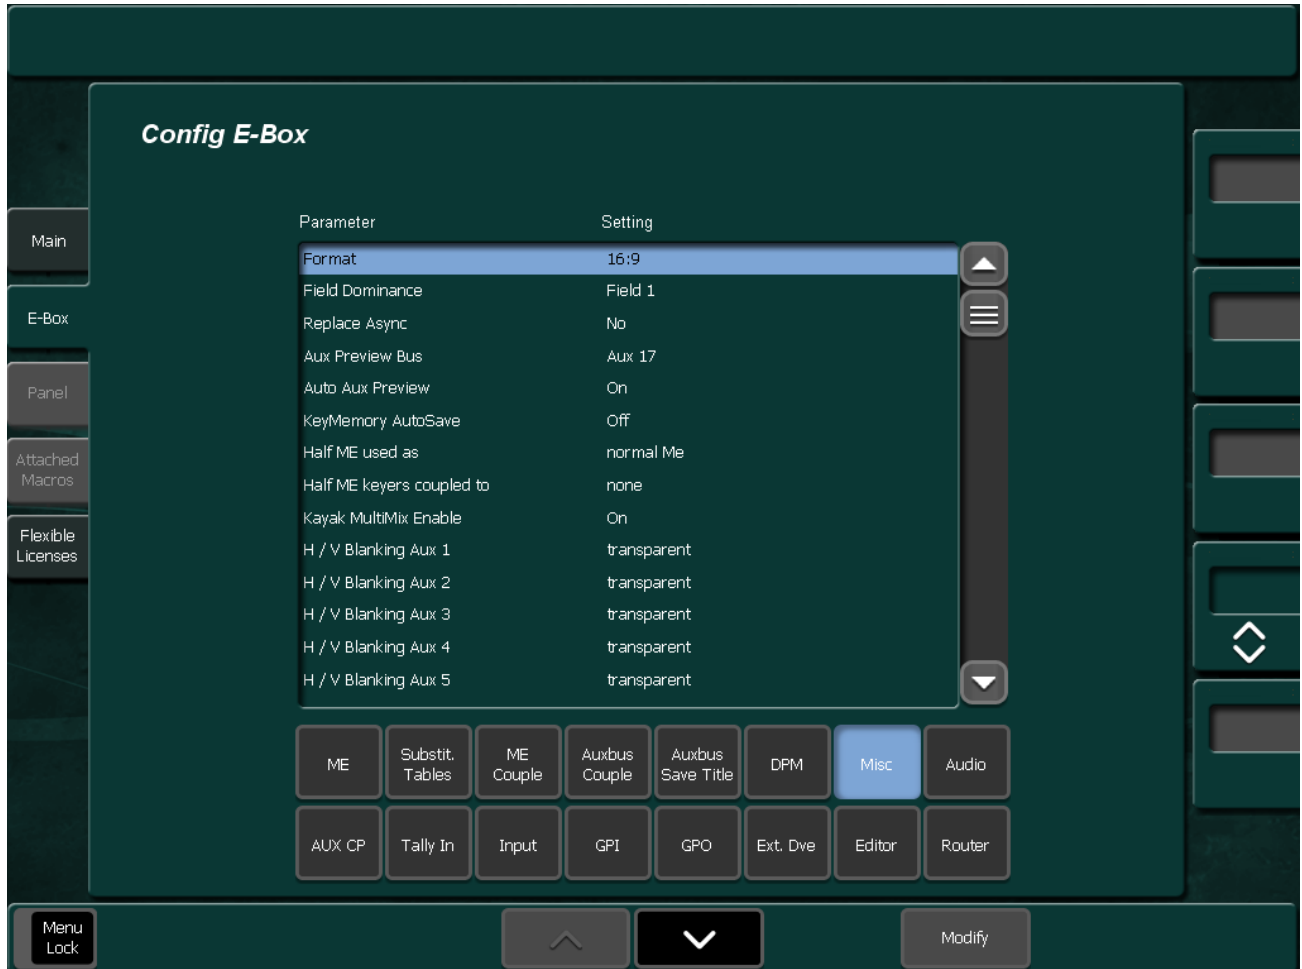 Config E-Box
Parameter Setting
Format 16:9
Field Dominance Field 1
Replace Async No
Aux Preview Bus Aux 17
Auto Aux Preview On
KeyMemory AutoSave Off
Half ME used as normal Me
Half ME keyers coupled to none
Kayak MultiMix Enable On
H / V Blanking Aux 1 transparent
H / V Blanking Aux 2 transparent
H / V Blanking Aux 3 transparent
H / V Blanking Aux 4 transparent
H / V Blanking Aux 5 transparent
Main
E-Box
Panel
Attached
Macros
Flexible
Licenses
ME
Substit.
Tables
ME
Couple
Auxbus
Couple
Auxbus
Save Title
DPM
Misc
Audio
AUX CP
Tally In
Input
GPI
GPO
Ext. Dve
Editor
Router
Menu
Lock
Modify